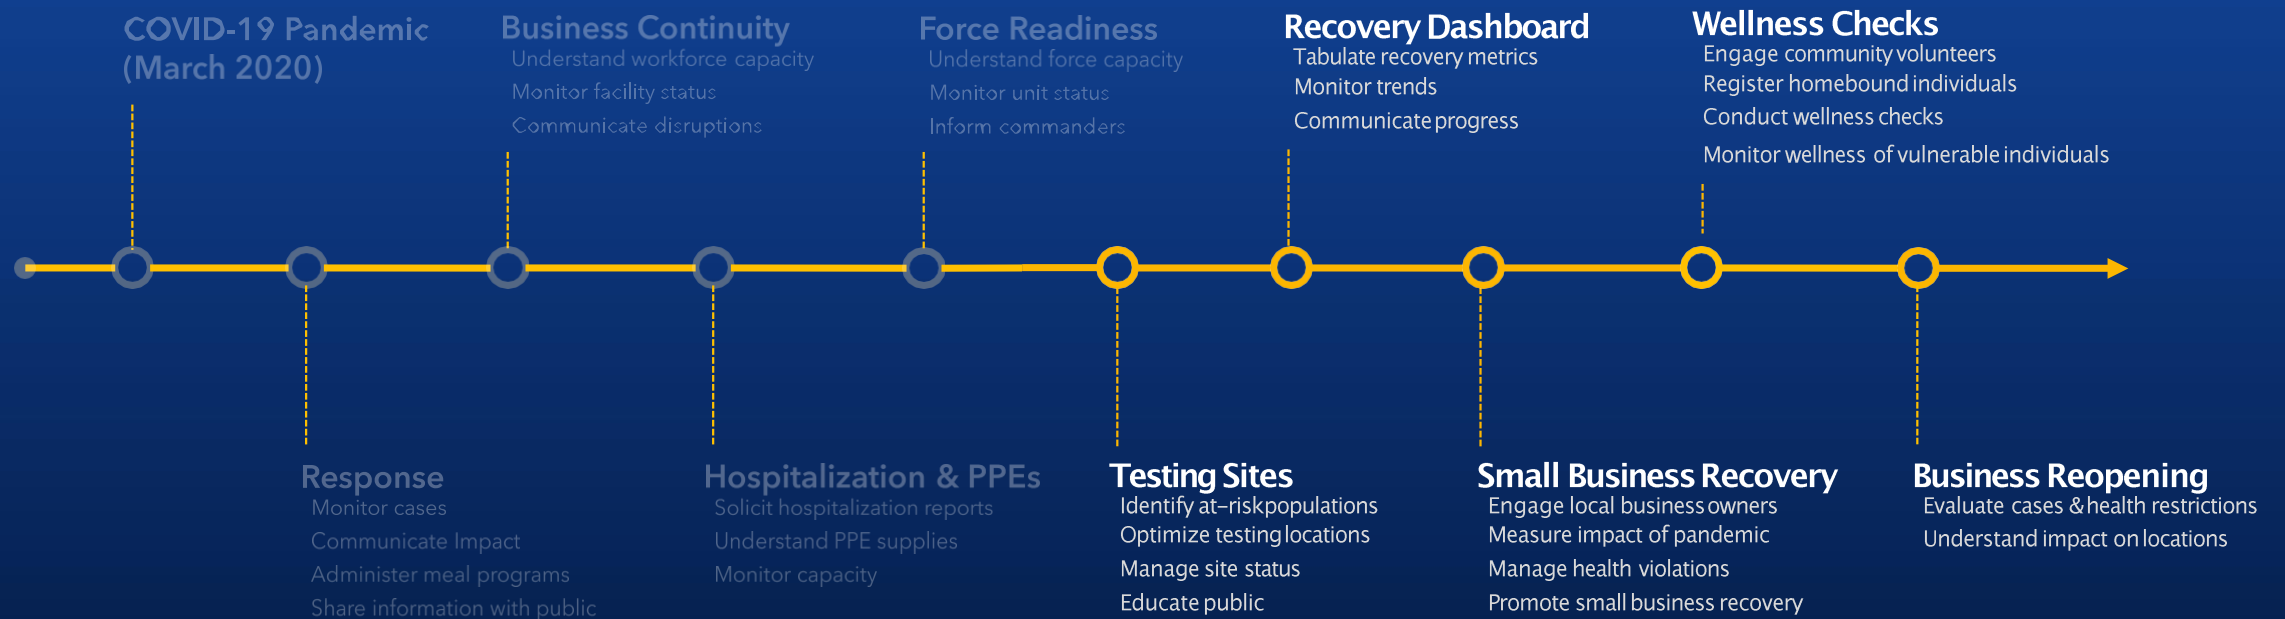 COVID-19 Pandemic
(March 2020)
Business Continuity
Understand workforce capacity
Monitor facility status
Communicate disruptions
Force Readiness
Understand force capacity
Monitor unit status
Inform commanders
Recovery Dashboard
Tabulate recovery metrics
Monitor trends
Communicate progress
Wellness Checks
Engage community volunteers
Register homebound individuals
Conduct wellness checks
Monitor wellness of vulnerable individuals
Response
Monitor cases
Communicate Impact
Administer meal programs
Share information with public
Hospitalization & PPEs
Solicit hospitalization reports
Understand PPE supplies
Monitor capacity
Testing Sites
Identify at-risk populations
Optimize testing locations
Manage site status
Educate public
Small Business Recovery
Engage local business owners
Measure impact of pandemic
Manage health violations
Promote small business recovery
Business Reopening
Evaluate cases & health restrictions
Understand impact on locations